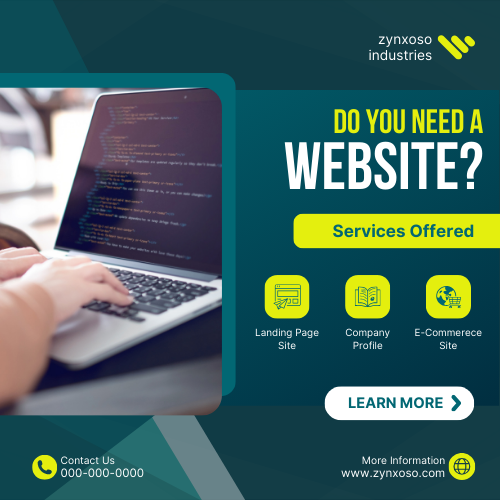 zynxoso
industries
DO YOU NEED A
WEBSITE?
Services Offered
Landing Page
Site
Company
Profile
E-Commerece
Site
LEARN MORE
Contact Us
000-000-0000
More Information
www.zynxoso.com